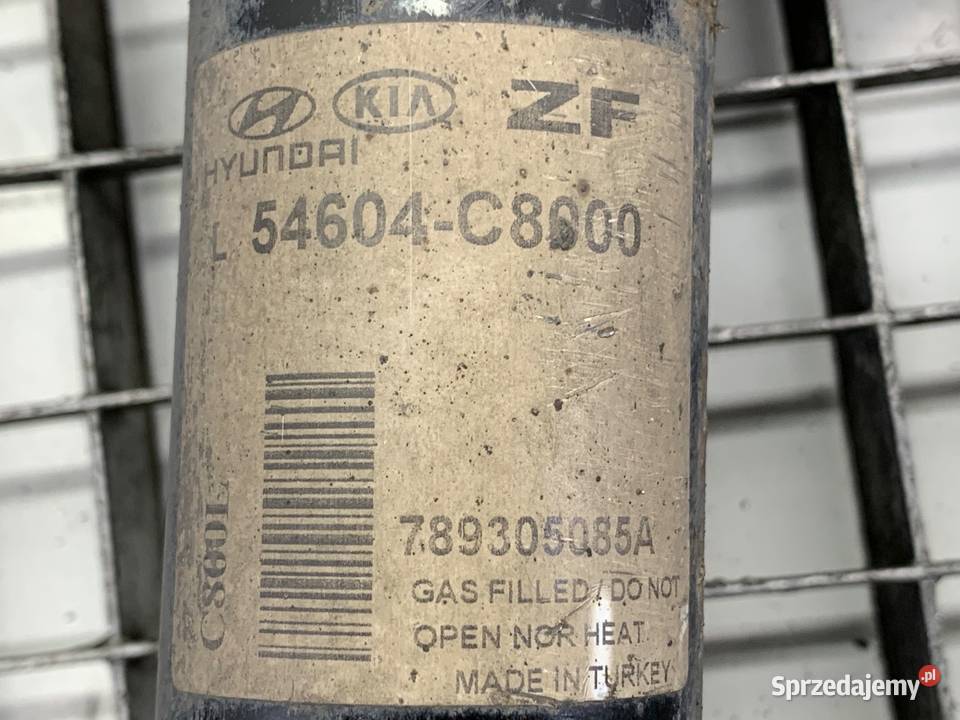 KIA ZF
HYUNDAI
L 54604-C8000
C800L
789305085A
GAS FILLED / DO NOT
OPEN NOR HEAT
MADE IN TURKEY
Sprzedajemy.pl